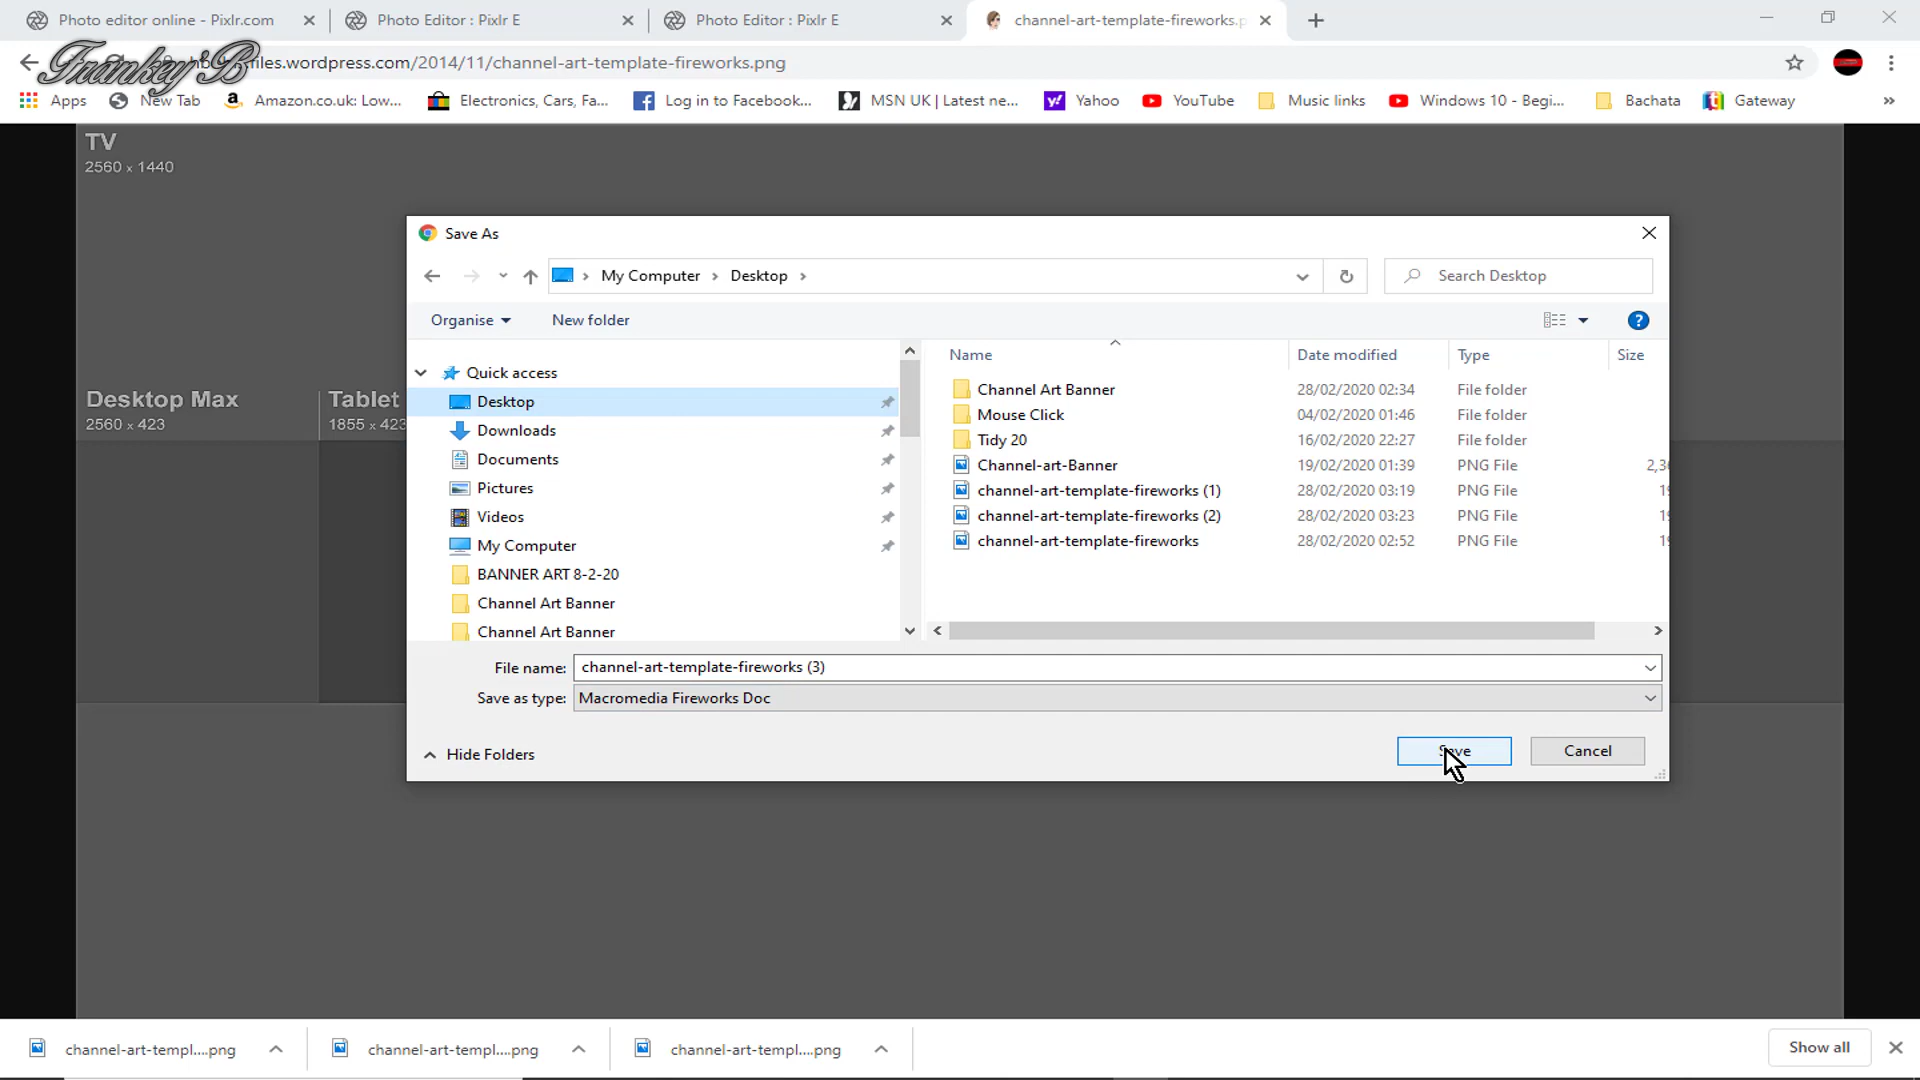 Photo editor online - Pixlr.com
Photo Editor : Pixlr E
Photo Editor : Pixlr E
channel-art-template-fireworks.p
Frankey'B
files.wordpress.com/2014/11/channel-art-template-fireworks.png
Apps
New Tab
Amazon.co.uk: Low...
Electronics, Cars, Fa...
Log in to Facebook...
MSN UK | Latest ne...
Yahoo
YouTube
Music links
Windows 10 - Begi...
Bachata
Gateway
TV
2560 x 1440
Desktop Max
2560 x 423
Tablet
1855 x 423
Save As
My Computer
Desktop
Search Desktop
Organise
New folder
Quick access
Desktop
Downloads
Documents
Pictures
Videos
My Computer
BANNER ART 8-2-20
Channel Art Banner
Channel Art Banner
Name Date modified Type Size
Channel Art Banner 28/02/2020 02:34 File folder
Mouse Click 04/02/2020 01:46 File folder
Tidy 20 16/02/2020 22:27 File folder
Channel-art-Banner 19/02/2020 01:39 PNG File
channel-art-template-fireworks (1) 28/02/2020 03:19 PNG File
channel-art-template-fireworks (2) 28/02/2020 03:23 PNG File
channel-art-template-fireworks 28/02/2020 02:52 PNG File
File name: channel-art-template-fireworks (3)
Save as type: Macromedia Fireworks Doc
Hide Folders
Save
Cancel
channel-art-templ....png
channel-art-templ....png
channel-art-templ....png
Show all